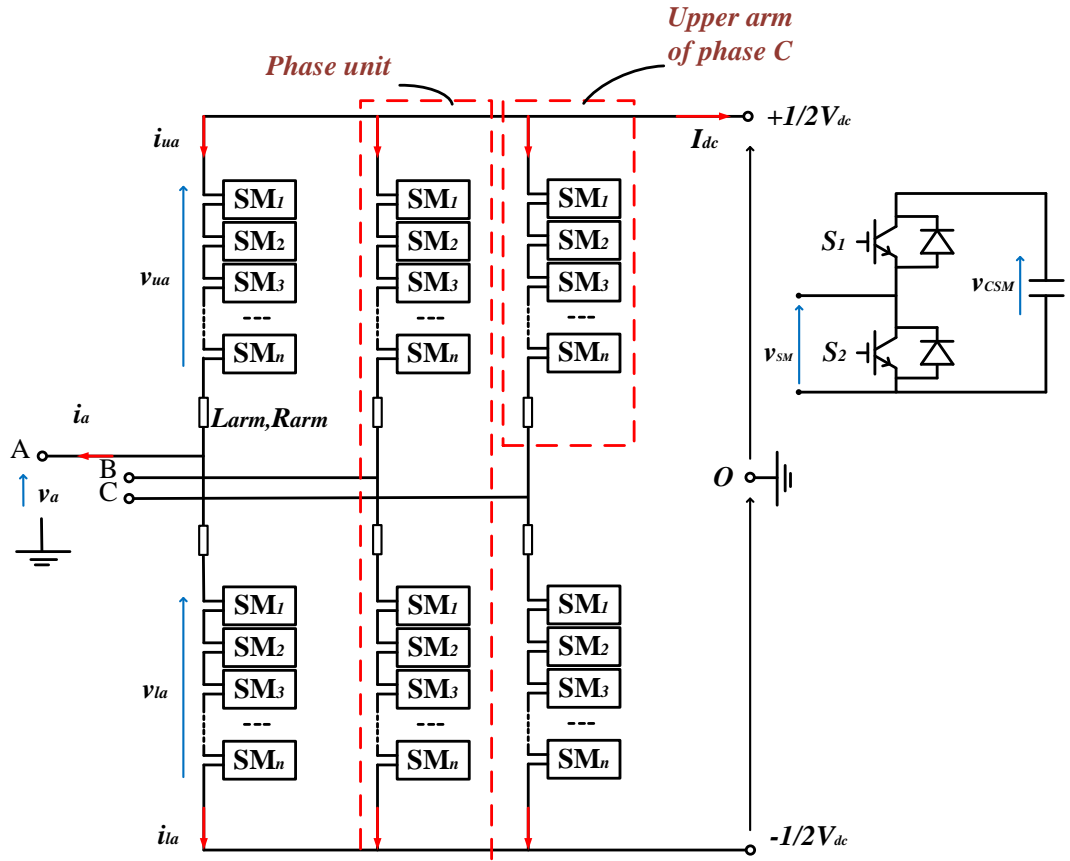 Upper arm
of phase C
Phase unit
+1/2Vdc
iua
Idc
SM1
SM2
SM3
----
SMn
SM1
SM2
SM3
----
SMn
SM1
SM2
SM3
----
SMn
vua
S1
vCSM
vSM
S2
Larm,Rarm
ia
A
B
C
va
O
SM1
SM2
SM3
----
SMn
SM1
SM2
SM3
----
SMn
SM1
SM2
SM3
----
SMn
vla
ila
-1/2Vdc